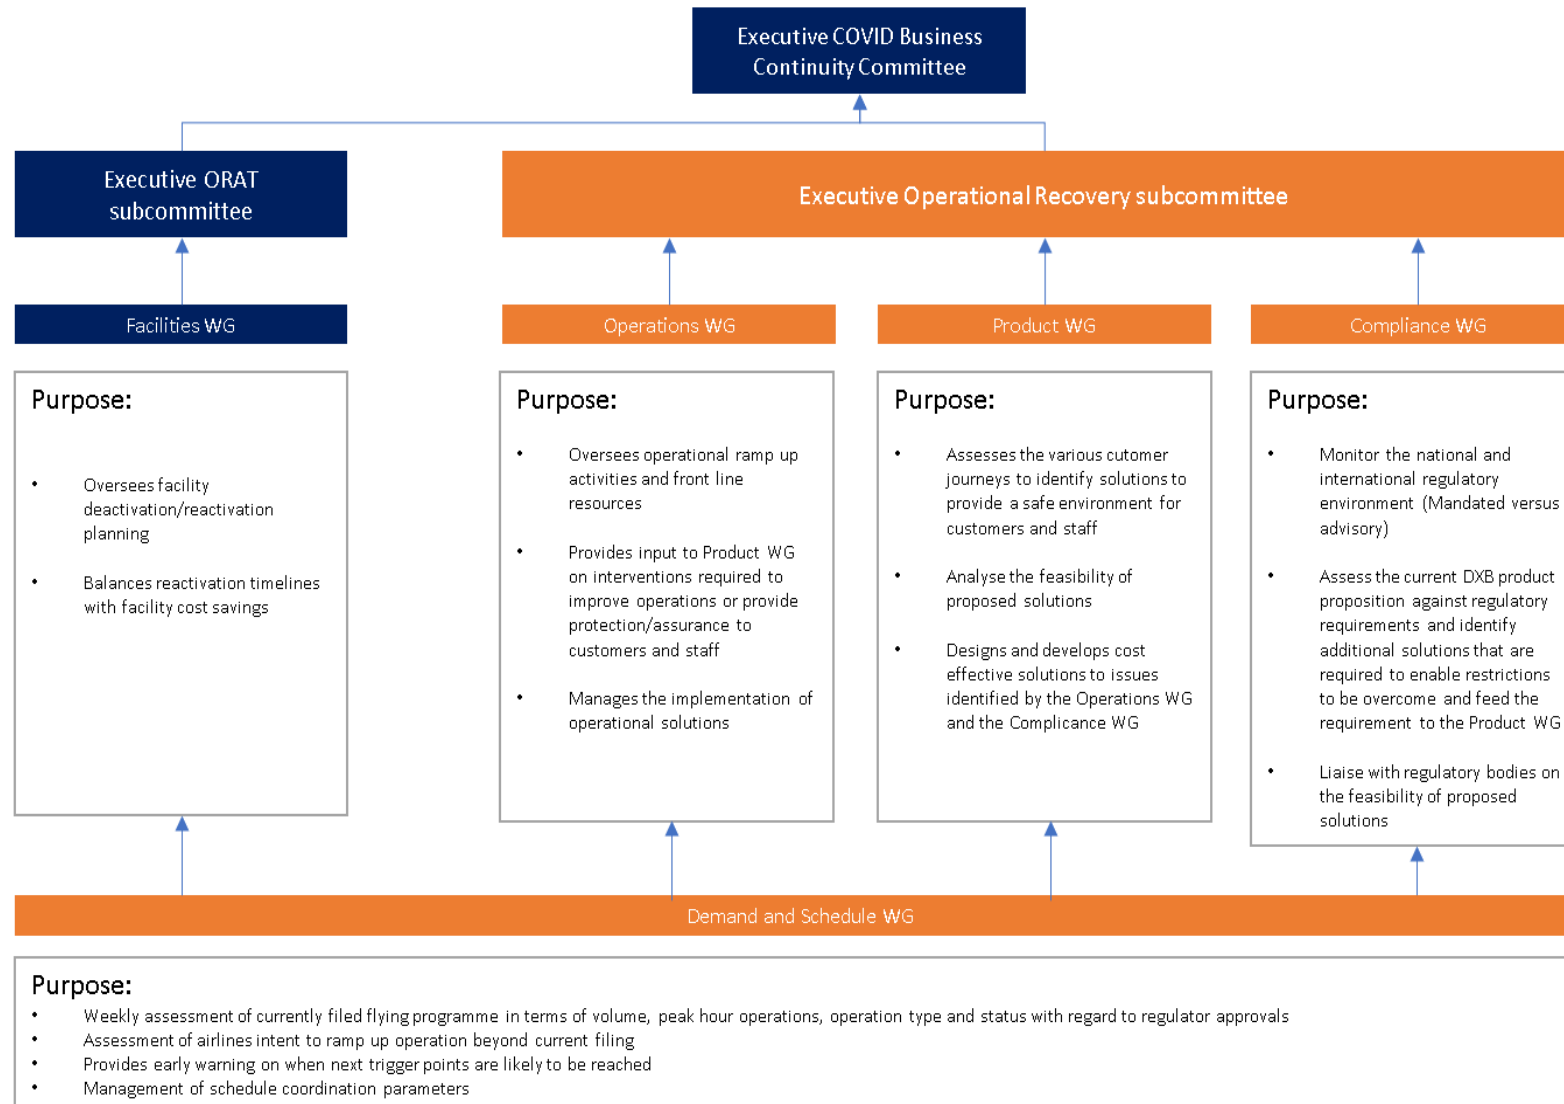 Executive COVID Business
Continuity Committee
Executive ORAT
subcommittee
Executive Operational Recovery subcommittee
Facilities WG
Operations WG
Product WG
Compliance WG
Purpose:
• Oversees facility
deactivation/reactivation
planning
• Balances reactivation timelines
with facility cost savings
Purpose:
• Oversees operational ramp up
activities and front line
resources
• Provides input to Product WG
on interventions required to
improve operations or provide
protection/assurance to
customers and staff
• Manages the implementation of
operational solutions
Purpose:
• Assesses the various cutomer
journeys to identify solutions to
provide a safe environment for
customers and staff
• Analyse the feasibility of
proposed solutions
• Designs and develops cost
effective solutions to issues
identified by the Operations WG
and the Complicance WG
Purpose:
• Monitor the national and
international regulatory
environment (Mandated versus
advisory)
• Assess the current DXB product
proposition against regulatory
requirements and identify
additional solutions that are
required to enable restrictions
to be overcome and feed the
requirement to the Product WG
• Liaise with regulatory bodies on
the feasibility of proposed
solutions
Demand and Schedule WG
Purpose:
• Weekly assessment of currently filed flying programme in terms of volume, peak hour operations, operation type and status with regard to regulator approvals
• Assessment of airlines intent to ramp up operation beyond current filing
• Provides early warning on when next trigger points are likely to be reached
• Management of schedule coordination parameters